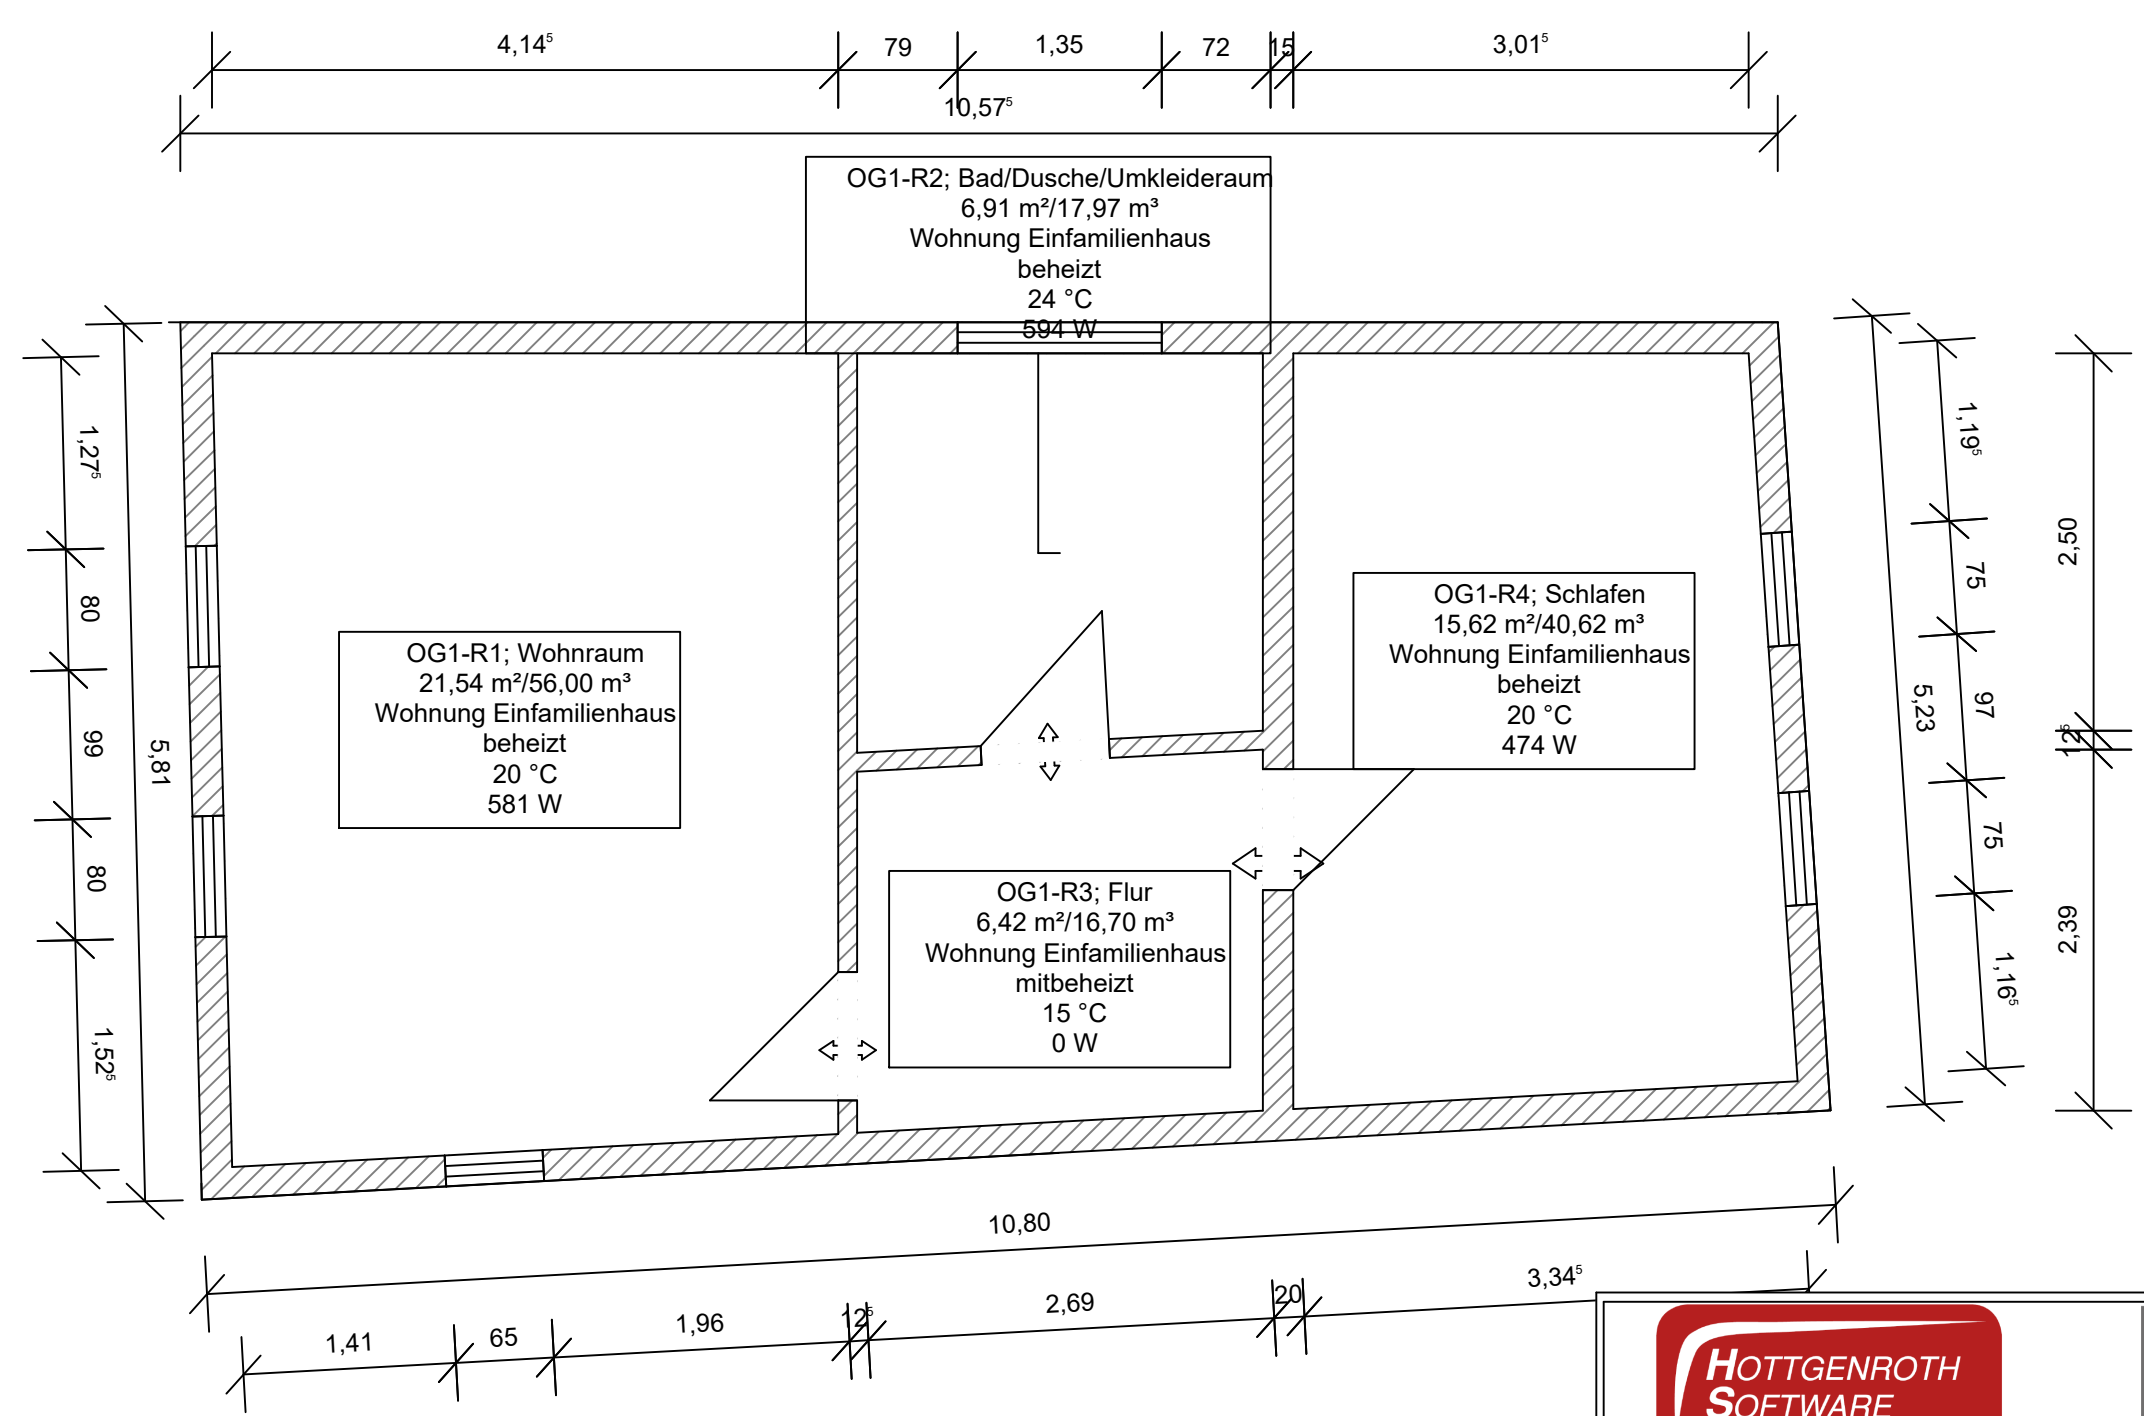 4,14⁵ 79 1,35 72 15 3,01⁵
10,57⁵
OG1-R2; Bad/Dusche/Umkleideraum
6,91 m²/17,97 m³
Wohnung Einfamilienhaus
beheizt
24 °C
594 W
1,27⁵
80
99
80
1,52⁵
5,81
OG1-R1; Wohnraum
21,54 m²/56,00 m³
Wohnung Einfamilienhaus
beheizt
20 °C
581 W
OG1-R3; Flur
6,42 m²/16,70 m³
Wohnung Einfamilienhaus
mitbeheizt
15 °C
0 W
OG1-R4; Schlafen
15,62 m²/40,62 m³
Wohnung Einfamilienhaus
beheizt
20 °C
474 W
5,23
1,19⁵
75
97
75
1,16⁵
2,50
12⁵
2,39
10,80
1,41 65 1,96 12⁵ 2,69 20 3,34⁵
HOTTGENROTH
SOFTWARE